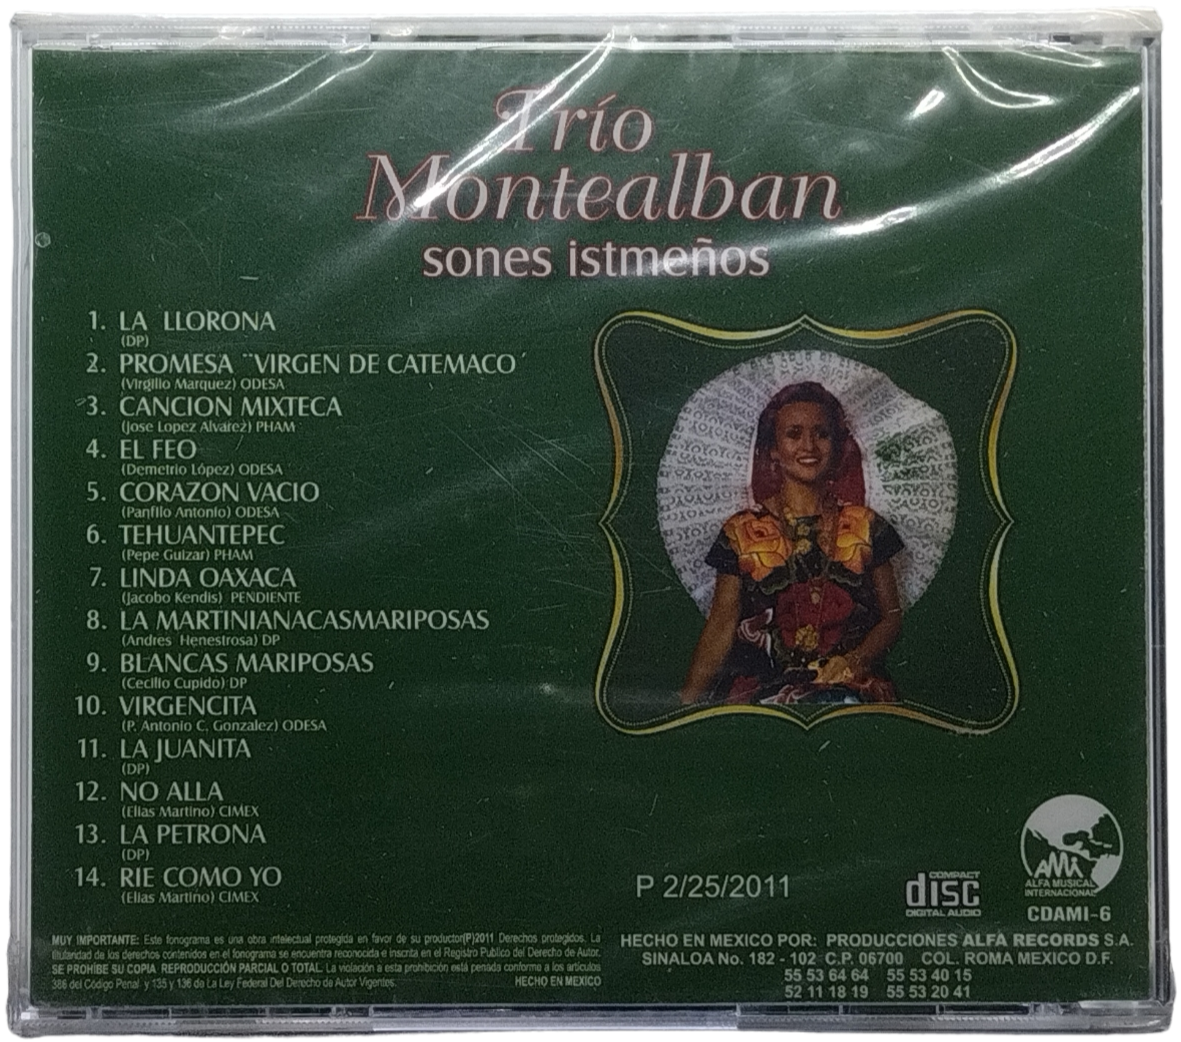 Trío
Montealban
sones istmeños
1. LA LLORONA
(DP)
2. PROMESA ¨VIRGEN DE CATEMACO´
(Virgilio Marquez) ODESA
3. CANCION MIXTECA
(Jose Lopez Alvarez) PHAM
4. EL FEO
(Demetrio López) ODESA
5. CORAZON VACIO
(Panfilo Antonio) ODESA
6. TEHUANTEPEC
(Pepe Guizar) PHAM
7. LINDA OAXACA
(Jacobo Kendis) PENDIENTE
8. LA MARTINIANACASMARIPOSAS
(Andres Henestrosa) DP
9. BLANCAS MARIPOSAS
(Cecilio Cupido) DP
10. VIRGENCITA
(P. Antonio C. Gonzalez) ODESA
11. LA JUANITA
(DP)
12. NO ALLA
(Elias Martino) CIMEX
13. LA PETRONA
(DP)
14. RIE COMO YO
(Elias Martino) CIMEX
P 2/25/2011
COMPACT
disc
DIGITAL AUDIO
AMI
ALFA MUSICAL
INTERNACIONAL
CDAMI-6
MUY IMPORTANTE: Este fonograma es una obra intelectual protegida en favor de su productor(P)2011 Derechos protegidos. La
titularidad de los derechos contenidos en el fonograma se encuentra reconocida e inscrita en el Registro Publico del Derecho de Autor.
SE PROHIBE SU COPIA REPRODUCCIÓN PARCIAL O TOTAL. La violación a esta prohibición está penada conforme a los artículos
386 del Código Penal y 135 y 136 de La Ley Federal Del Derecho de Autor Vigentes. HECHO EN MEXICO
HECHO EN MEXICO POR: PRODUCCIONES ALFA RECORDS S.A.
SINALOA No. 182 - 102 C.P. 06700 COL. ROMA MEXICO D.F.
55 53 64 64 55 53 40 15
52 11 18 19 55 53 20 41